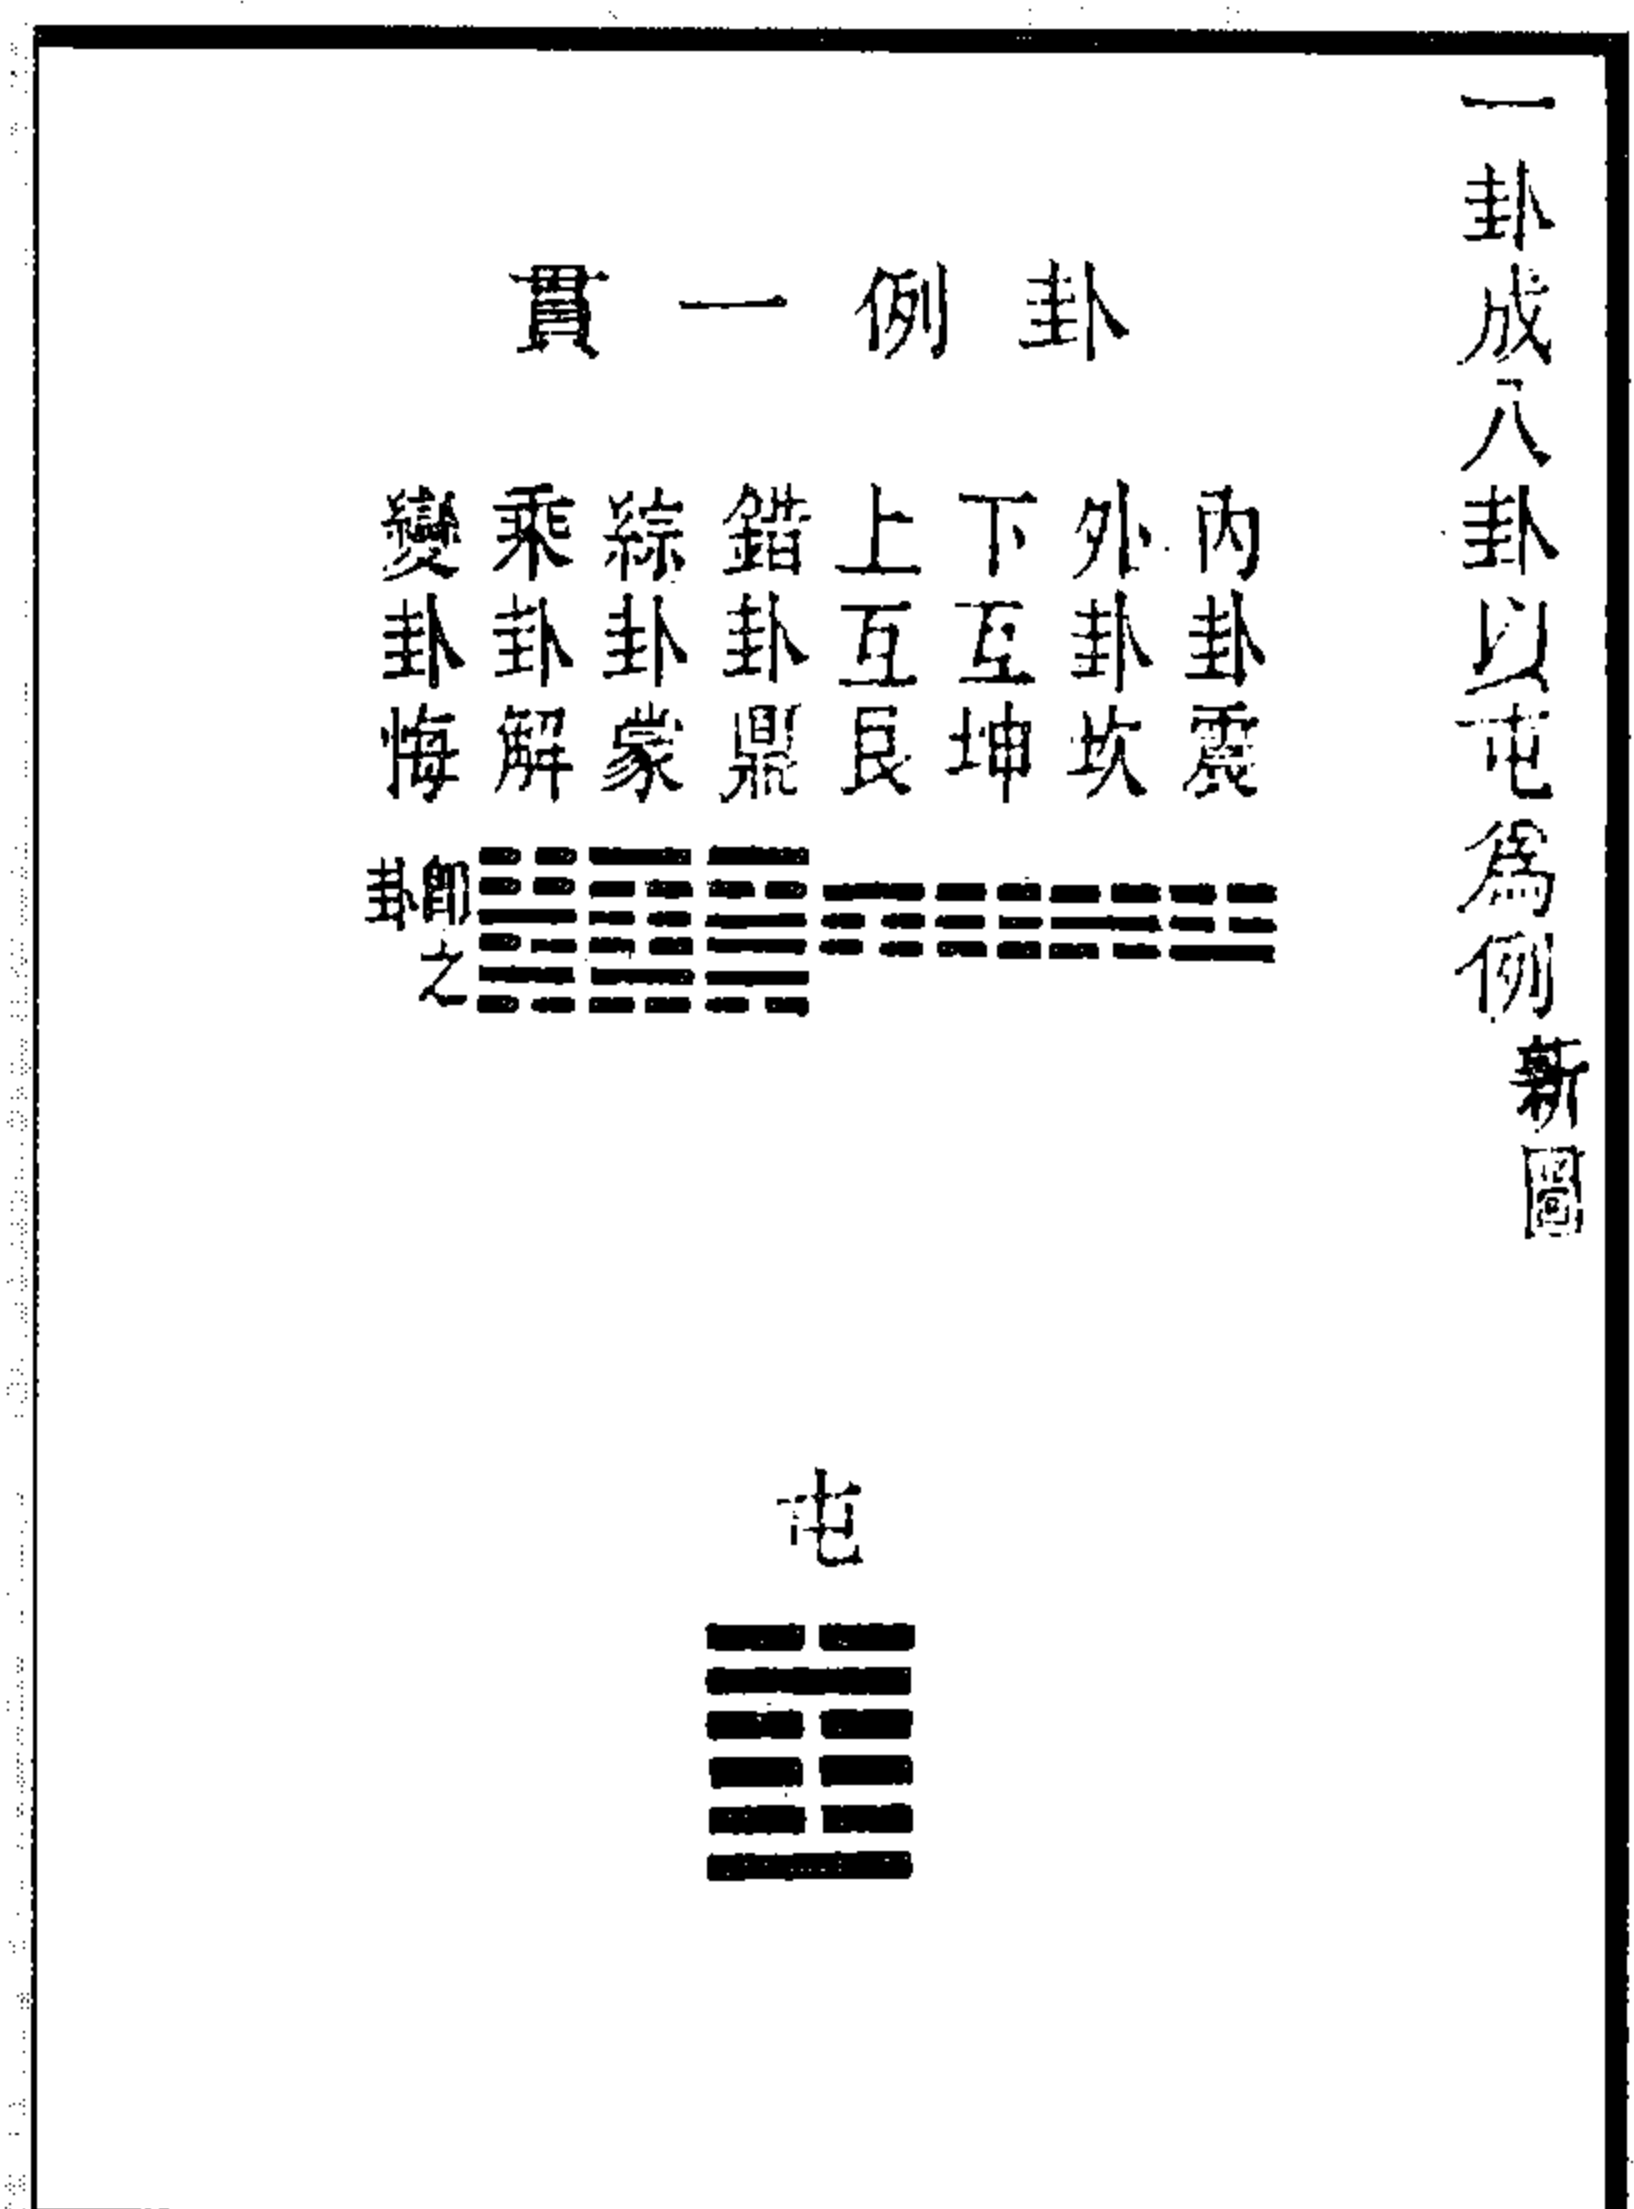 一卦成八卦以屯爲例新圖
卦例一貫
內卦震
外卦坎
下互坤
上互艮
錯卦鼎
綜卦蒙
乘卦解
變卦悔卽之卦
屯